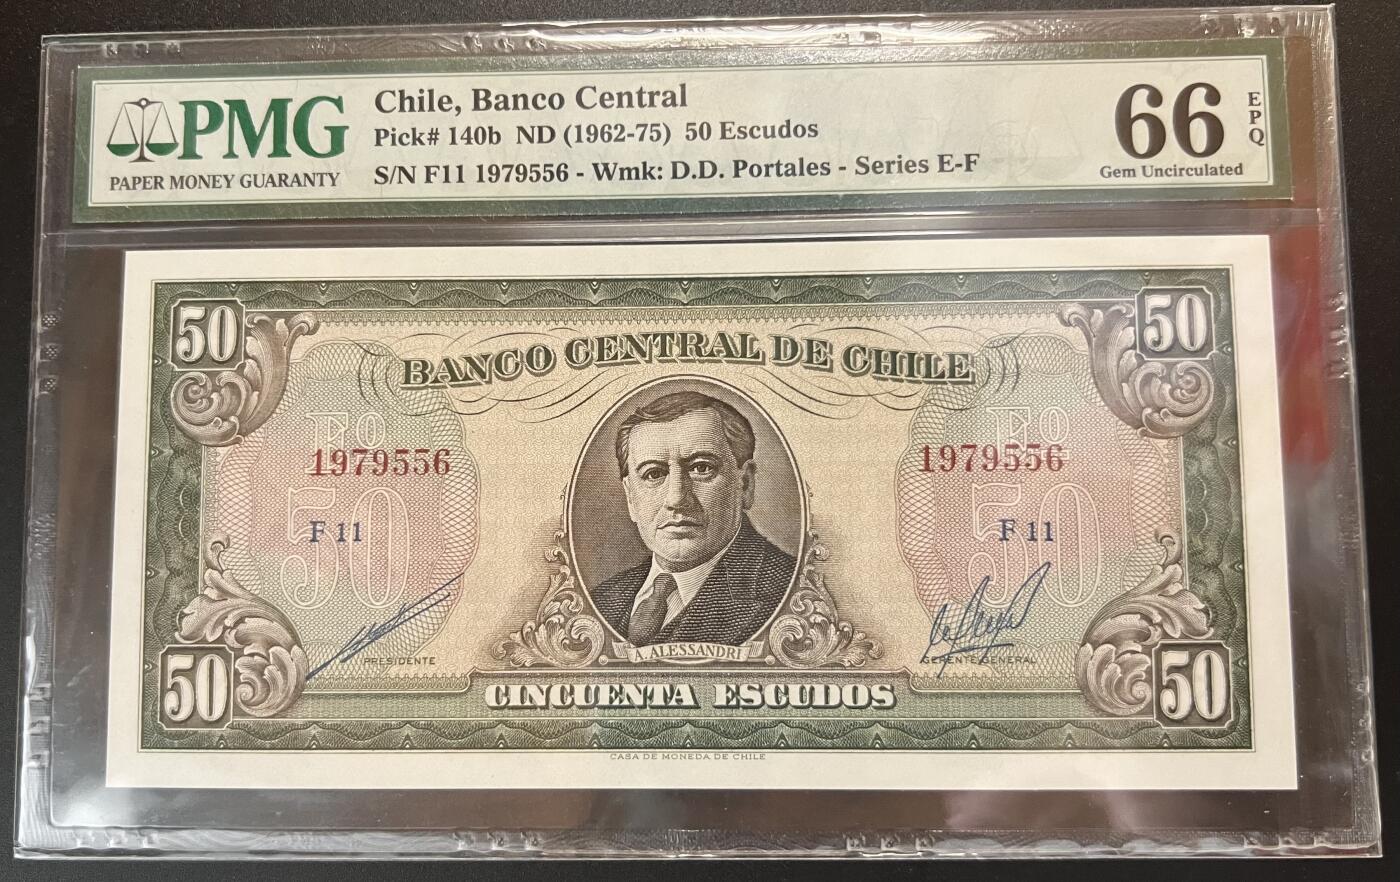 PMG
PAPER MONEY GUARANTY
Chile, Banco Central
Pick# 140b ND (1962-75) 50 Escudos
S/N F11 1979556 - Wmk: D.D. Portales - Series E-F
66
EPQ
Gem Uncirculated
50
50
BANCO CENTRAL DE CHILE
Eº
Eº
1979556
1979556
50
50
F 11
F 11
PRESIDENTE
GERENTE GENERAL
A. ALESSANDRI
50
50
CINCUENTA ESCUDOS
CASA DE MONEDA DE CHILE